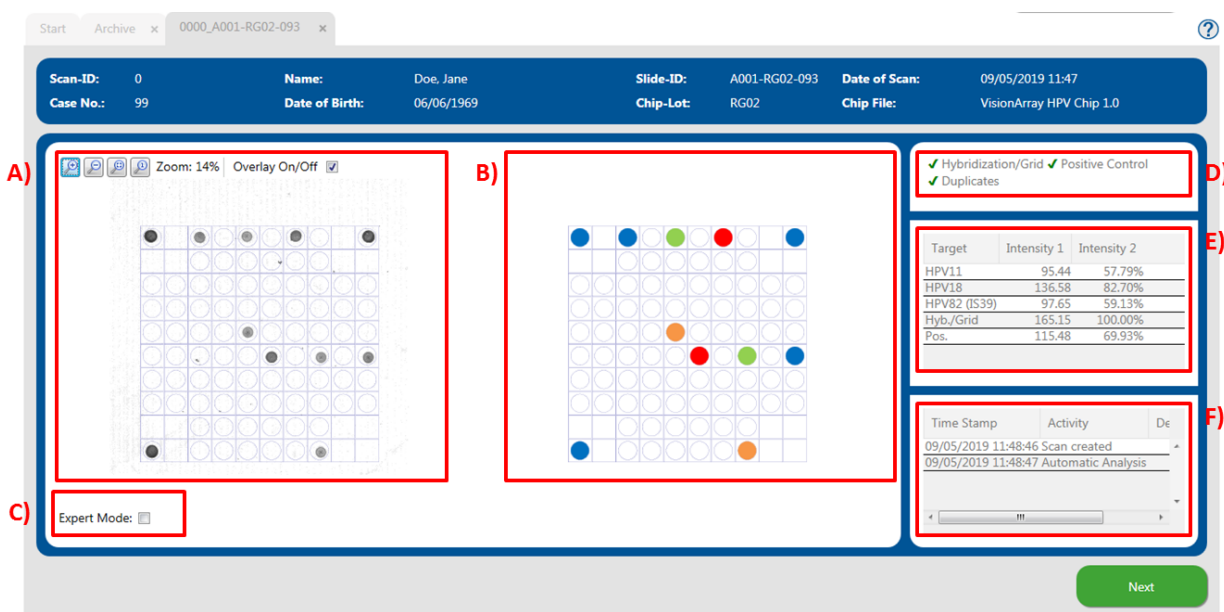 Start Archive × 0000_A001-RG02-093 ×
?
Scan-ID: 0 Name: Doe, Jane Slide-ID: A001-RG02-093 Date of Scan: 09/05/2019 11:47
Case No.: 99 Date of Birth: 06/06/1969 Chip-Lot: RG02 Chip File: VisionArray HPV Chip 1.0
A)
Zoom: 14% Overlay On/Off
B)
C)
Expert Mode:
D)
✔ Hybridization/Grid ✔ Positive Control
✔ Duplicates
E)
Target Intensity 1 Intensity 2
HPV11 95.44 57.79%
HPV18 136.58 82.70%
HPV82 (IS39) 97.65 59.13%
Hyb./Grid 165.15 100.00%
Pos. 115.48 69.93%
F)
Time Stamp Activity De
09/05/2019 11:48:46 Scan created
09/05/2019 11:48:47 Automatic Analysis
Next